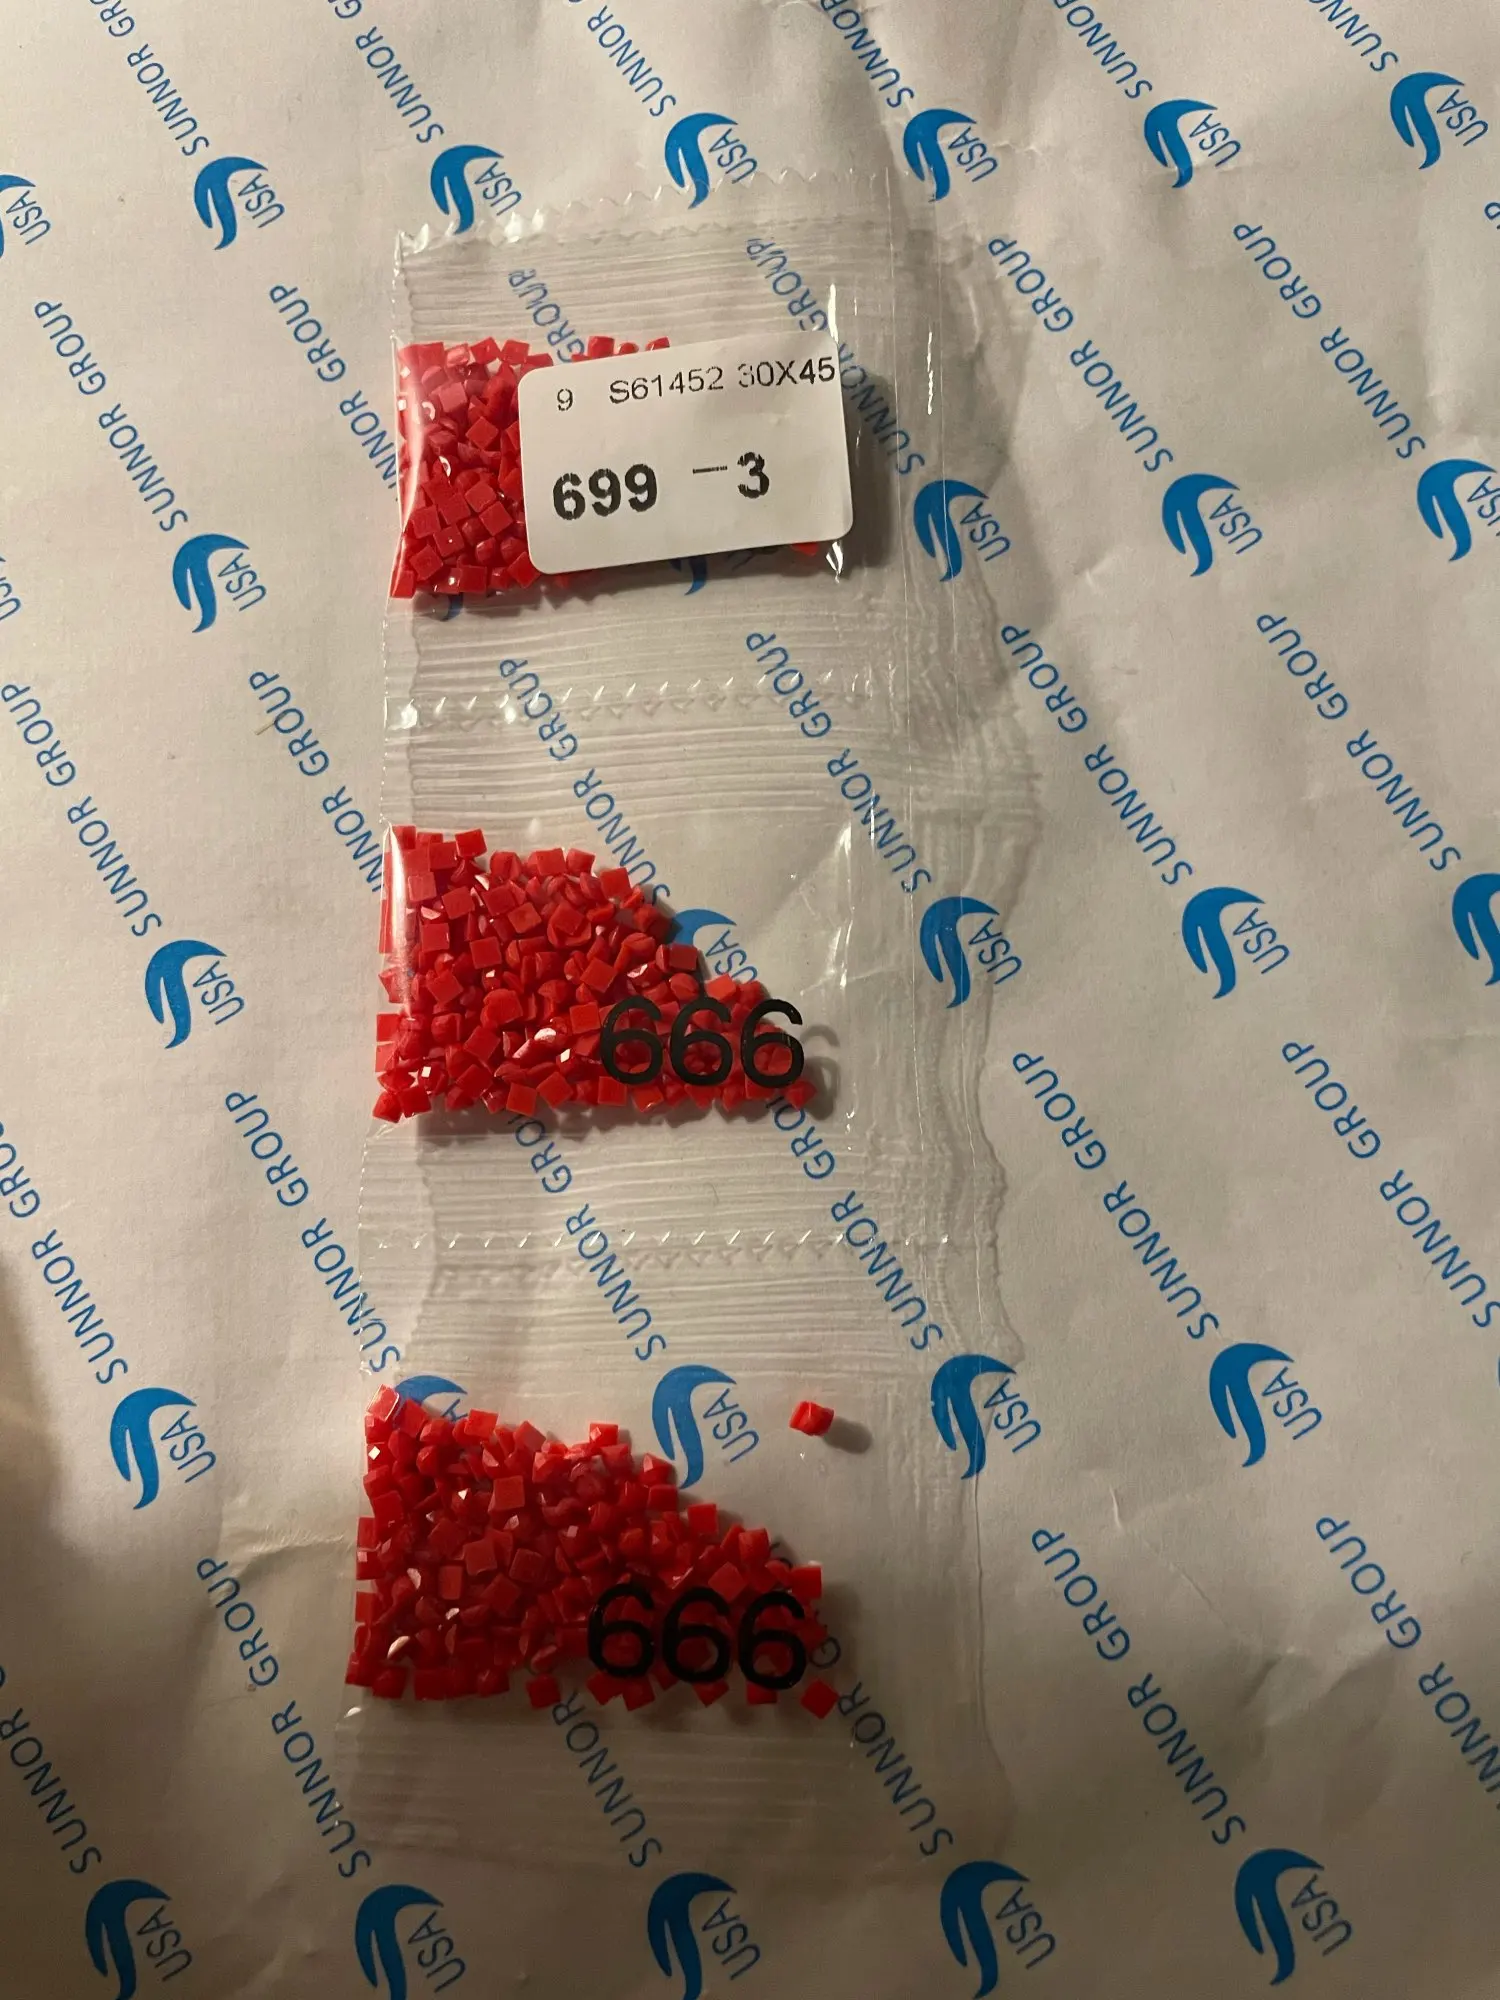 9 S61452 30X45
699 -3
666
666
SUNNOR GROUP USA